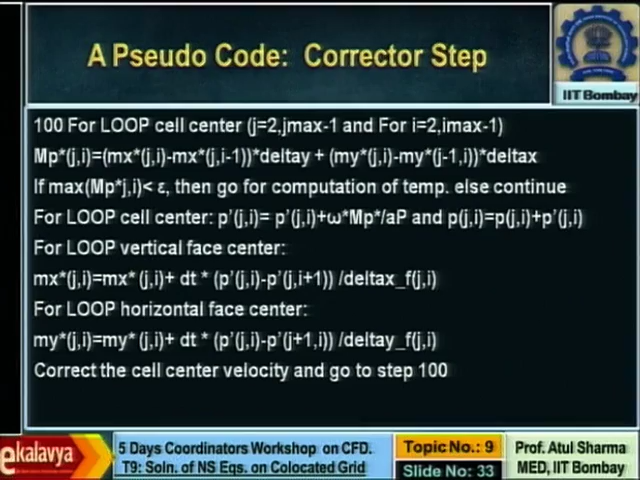 A Pseudo Code: Corrector Step
IIT Bombay
100 For LOOP cell center (j=2,jmax-1 and For i=2,imax-1)
Mp*(j,i)=(mx*(j,i)-mx*(j,i-1))*deltay + (my*(j,i)-my*(j-1,i))*deltax
If max(Mp*j,i)< ε, then go for computation of temp. else continue
For LOOP cell center: p'(j,i)= p'(j,i)+ω*Mp*/aP and p(j,i)=p(j,i)+p'(j,i)
For LOOP vertical face center:
mx*(j,i)=mx* (j,i)+ dt * (p'(j,i)-p'(j,i+1)) /deltax_f(j,i)
For LOOP horizontal face center:
my*(j,i)=my* (j,i)+ dt * (p'(j,i)-p'(j+1,i)) /deltay_f(j,i)
Correct the cell center velocity and go to step 100
ekalavya
5 Days Coordinators Workshop on CFD.
T9: Soln. of NS Eqs. on Colocated Grid
Topic No.: 9
Slide No: 33
Prof. Atul Sharma
MED, IIT Bombay